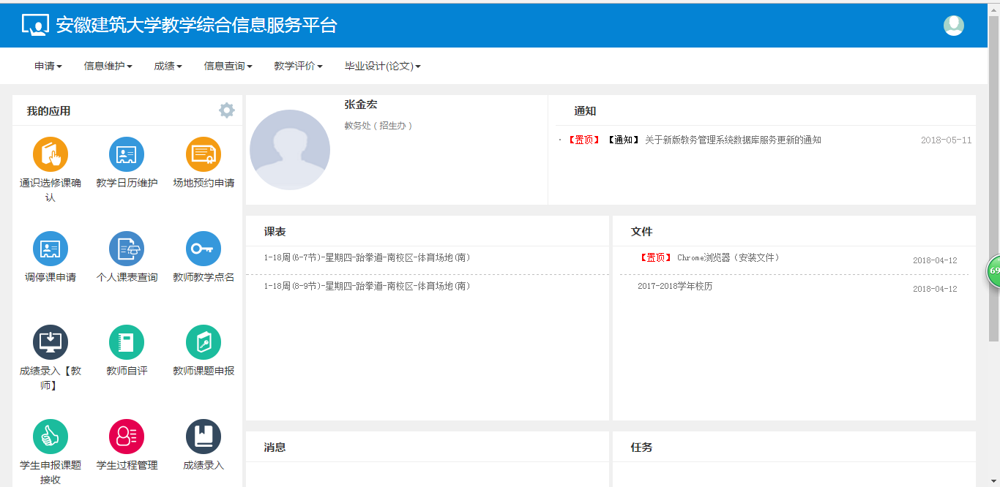 安徽建筑大学教学综合信息服务平台
申请 信息维护 成绩 信息查询 教学评价 毕业设计(论文)
我的应用
通识选修课确
认
教学日历维护
场地预约申请
调停课申请
个人课表查询
教师教学点名
成绩录入【教
师】
教师自评
教师课题申报
学生申报课题
接收
学生过程管理
成绩录入
张金宏
教务处（招生办）
通知
【置顶】 【通知】 关于新版教务管理系统数据库服务更新的通知 2018-05-11
课表
1-18周(6-7节)-星期四-跆拳道-南校区-体育场地(南)
1-18周(8-9节)-星期四-跆拳道-南校区-体育场地(南)
文件
【置顶】 Chrome浏览器（安装文件） 2018-04-12
2017-2018学年校历 2018-04-12
69
消息
任务